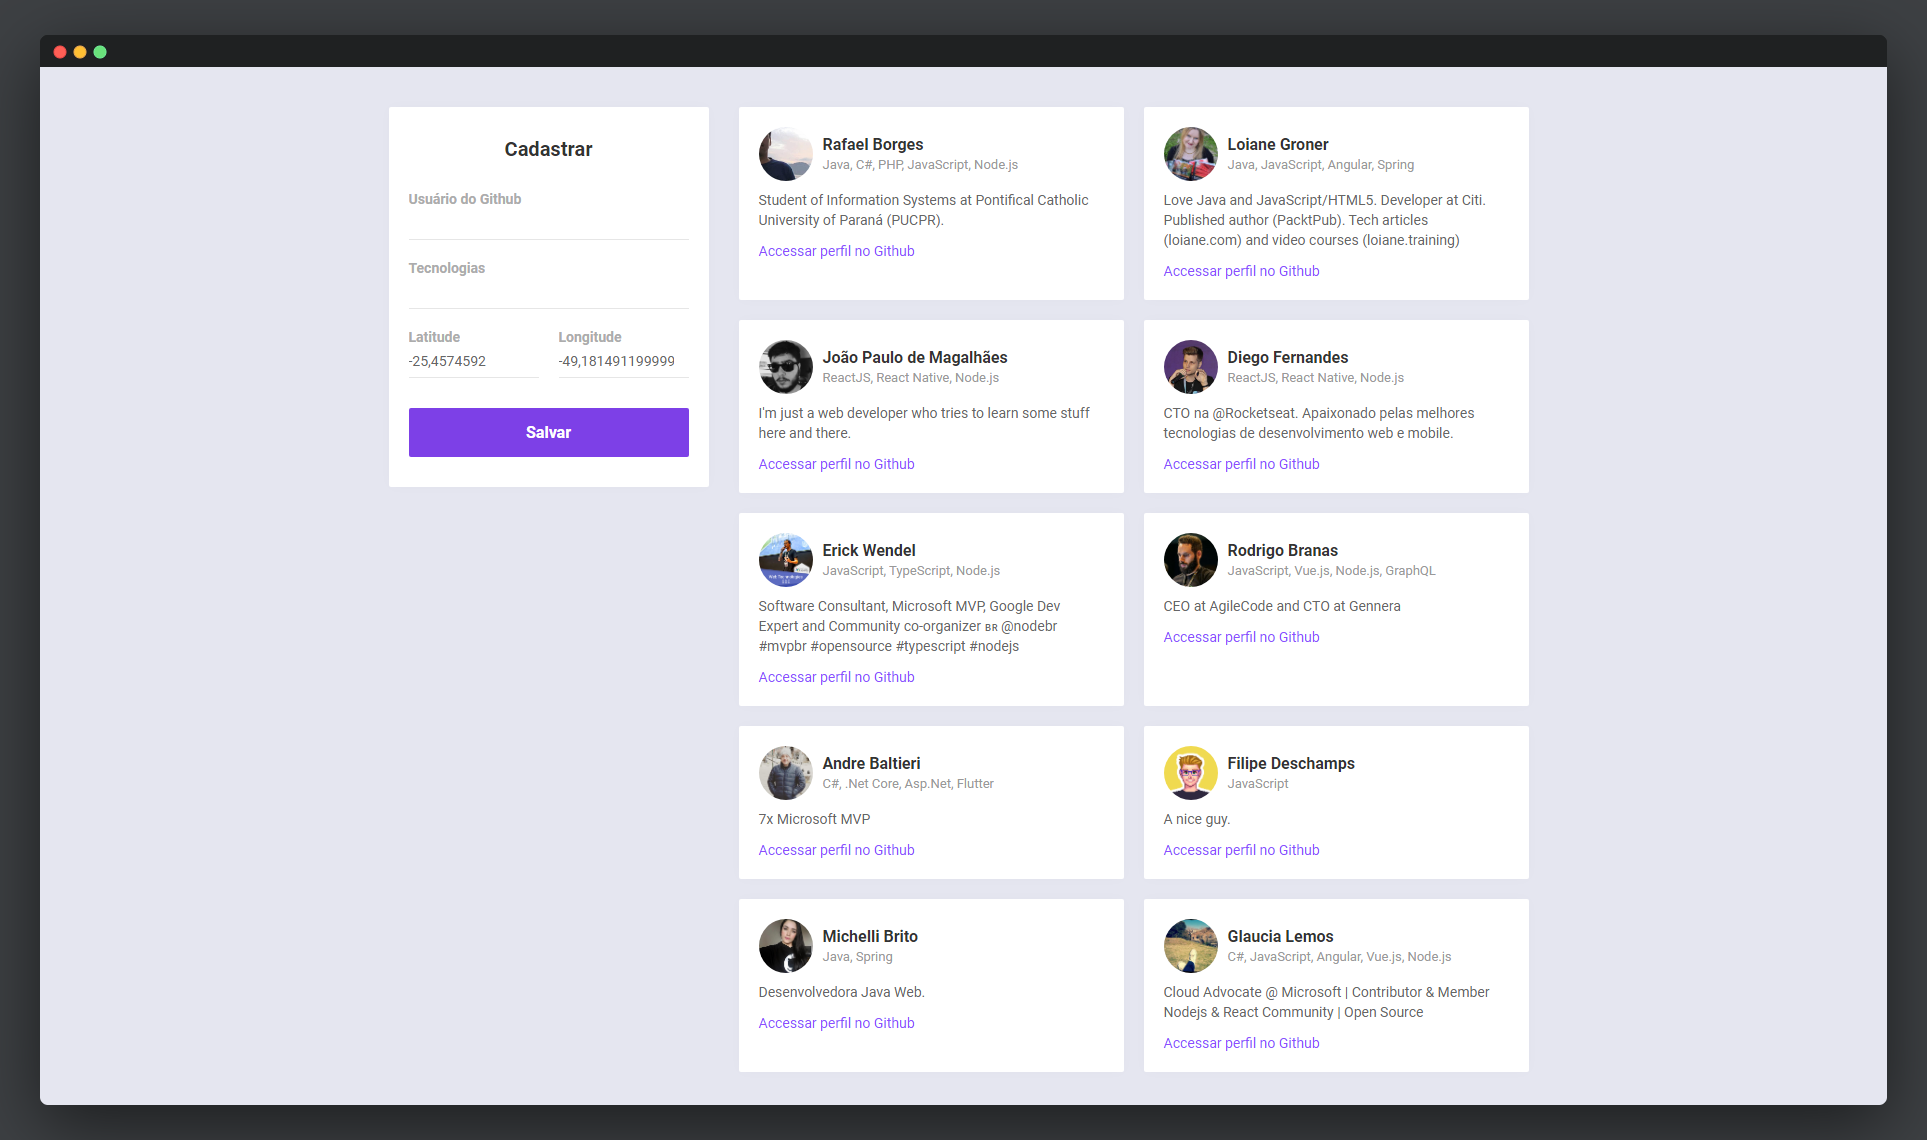 Cadastrar
Usuário do Github
Tecnologias
Latitude
Longitude
-25,4574592
-49,181491199999
Salvar
Rafael Borges
Java, C#, PHP, JavaScript, Node.js
Student of Information Systems at Pontifical Catholic
University of Paraná (PUCPR).
Accessar perfil no Github
Loiane Groner
Java, JavaScript, Angular, Spring
Love Java and JavaScript/HTML5. Developer at Citi.
Published author (PacktPub). Tech articles
(loiane.com) and video courses (loiane.training)
Accessar perfil no Github
João Paulo de Magalhães
ReactJS, React Native, Node.js
I'm just a web developer who tries to learn some stuff
here and there.
Accessar perfil no Github
Diego Fernandes
ReactJS, React Native, Node.js
CTO na @Rocketseat. Apaixonado pelas melhores
tecnologias de desenvolvimento web e mobile.
Accessar perfil no Github
Erick Wendel
JavaScript, TypeScript, Node.js
Software Consultant, Microsoft MVP, Google Dev
Expert and Community co-organizer 🇧🇷 @nodebr
#mvpbr #opensource #typescript #nodejs
Accessar perfil no Github
Rodrigo Branas
JavaScript, Vue.js, Node.js, GraphQL
CEO at AgileCode and CTO at Gennera
Accessar perfil no Github
Andre Baltieri
C#, .Net Core, Asp.Net, Flutter
7x Microsoft MVP
Accessar perfil no Github
Filipe Deschamps
JavaScript
A nice guy.
Accessar perfil no Github
Michelli Brito
Java, Spring
Desenvolvedora Java Web.
Accessar perfil no Github
Glaucia Lemos
C#, JavaScript, Angular, Vue.js, Node.js
Cloud Advocate @ Microsoft | Contributor & Member
Nodejs & React Community | Open Source
Accessar perfil no Github